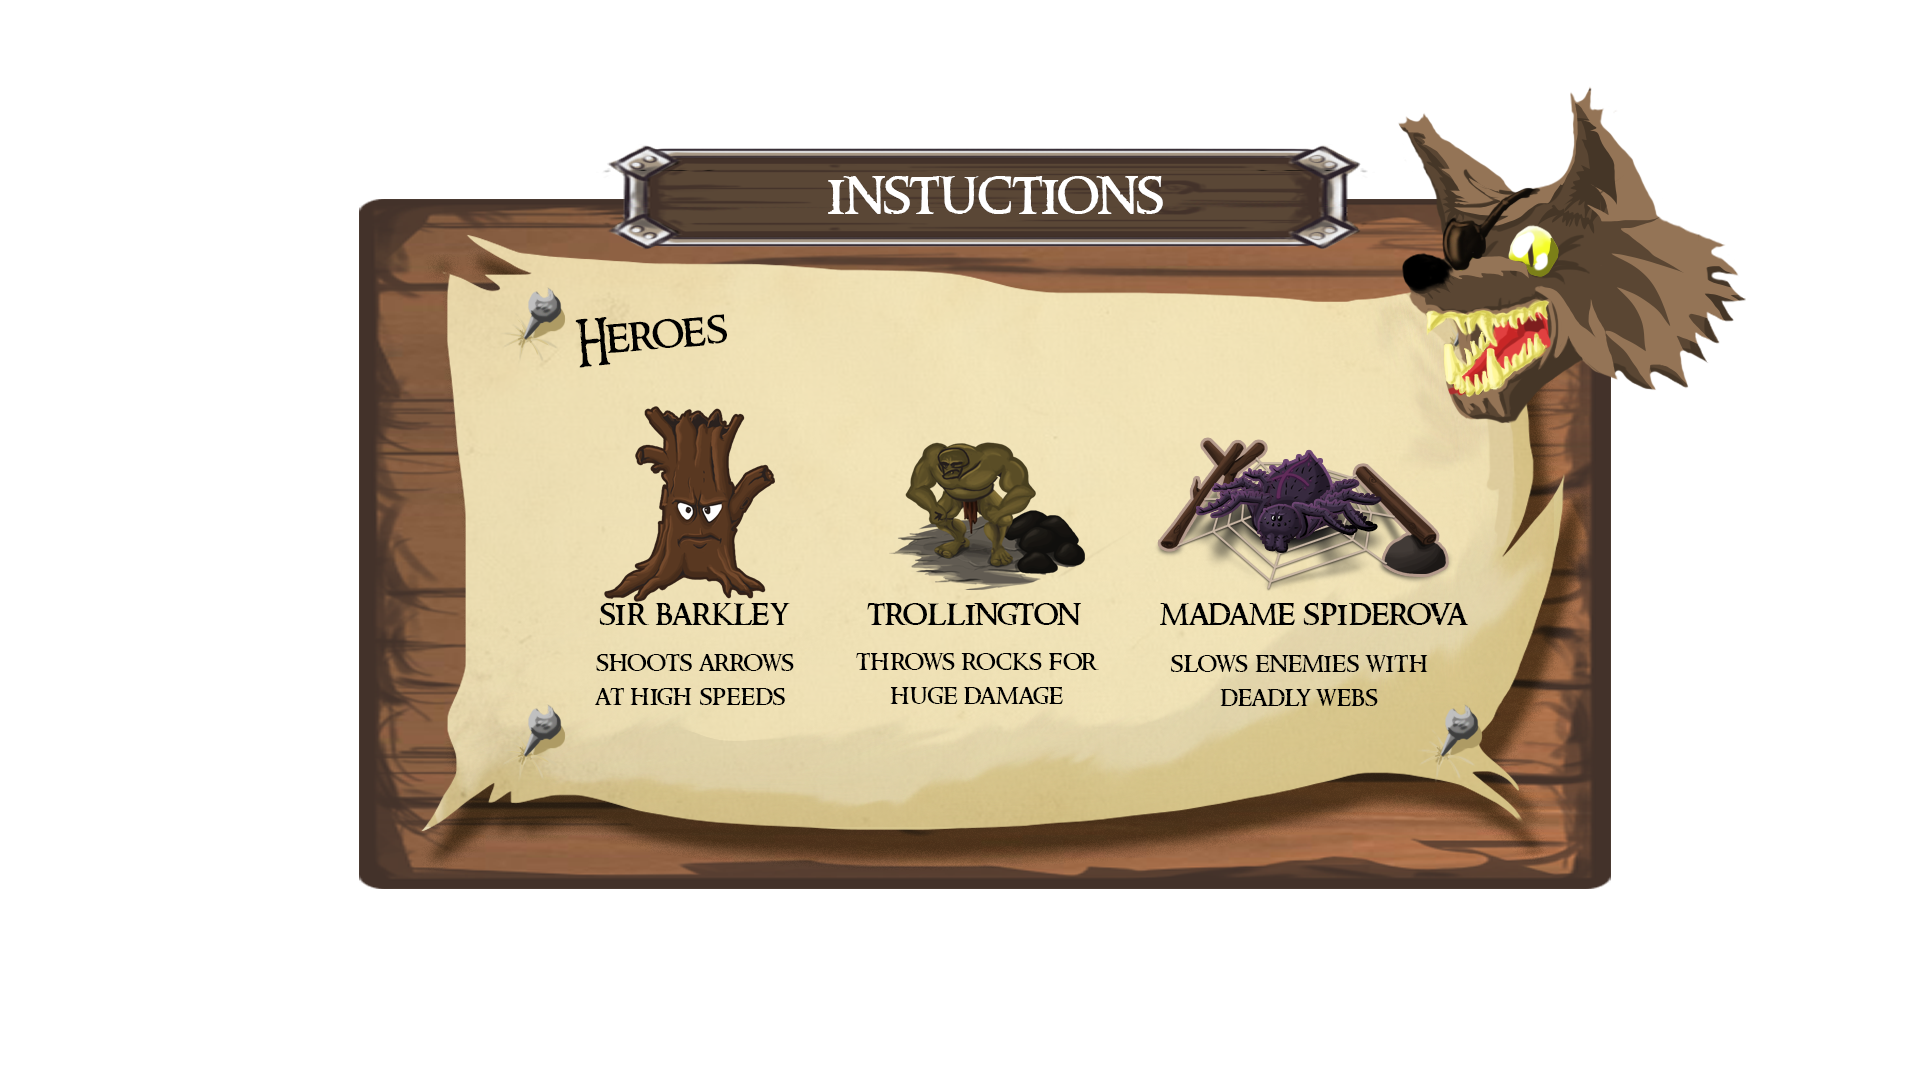 INSTUCTIONS
HEROES
SIR BARKLEY
SHOOTS ARROWS
AT HIGH SPEEDS
TROLLINGTON
THROWS ROCKS FOR
HUGE DAMAGE
MADAME SPIDEROVA
SLOWS ENEMIES WITH
DEADLY WEBS